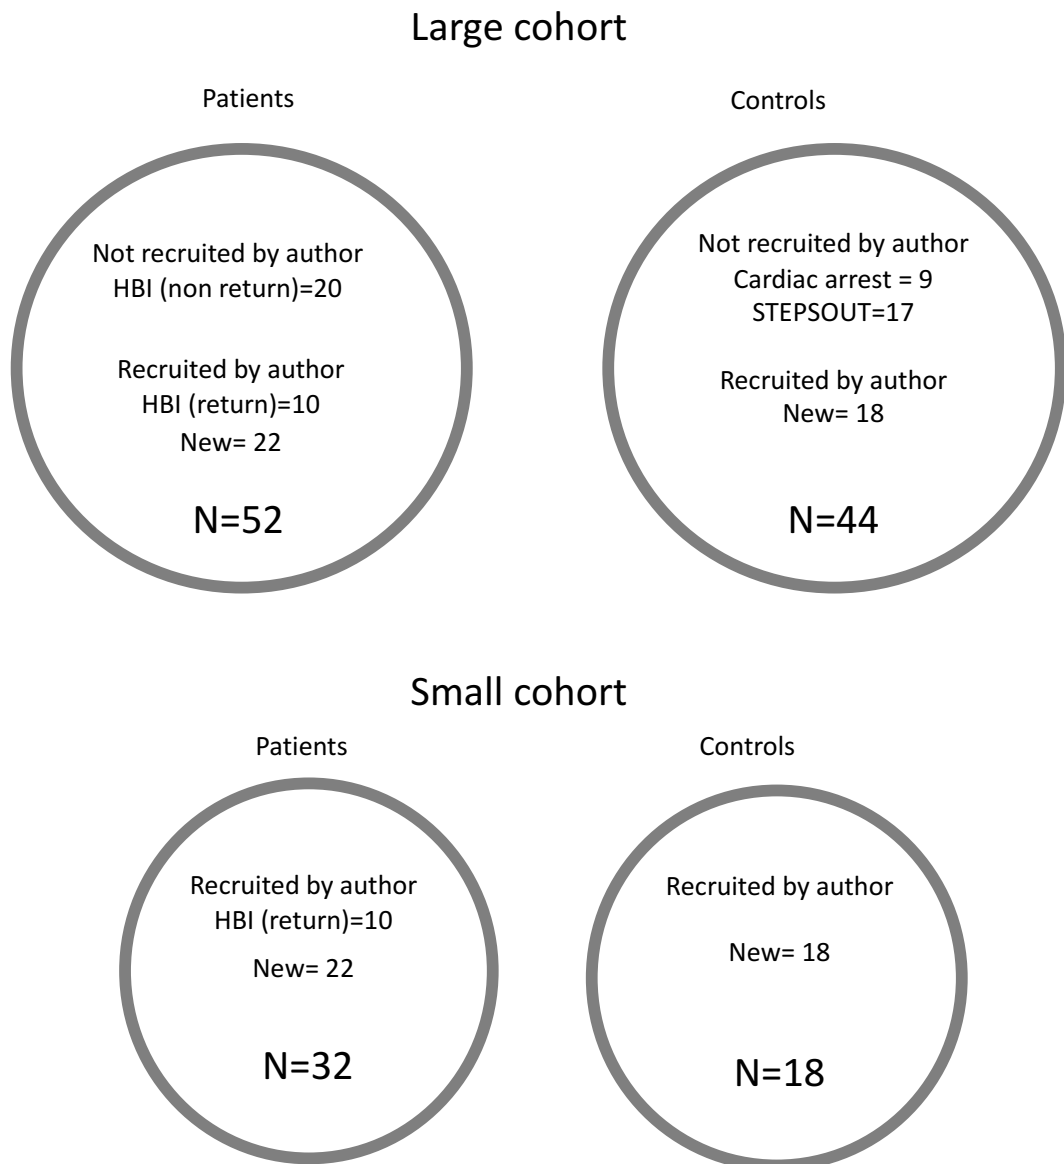 Large cohort
Patients
Not recruited by author
HBI (non return)=20
Recruited by author
HBI (return)=10
New= 22
N=52
Controls
Not recruited by author
Cardiac arrest = 9
STEPSOUT=17
Recruited by author
New= 18
N=44
Small cohort
Patients
Recruited by author
HBI (return)=10
New= 22
N=32
Controls
Recruited by author
New= 18
N=18